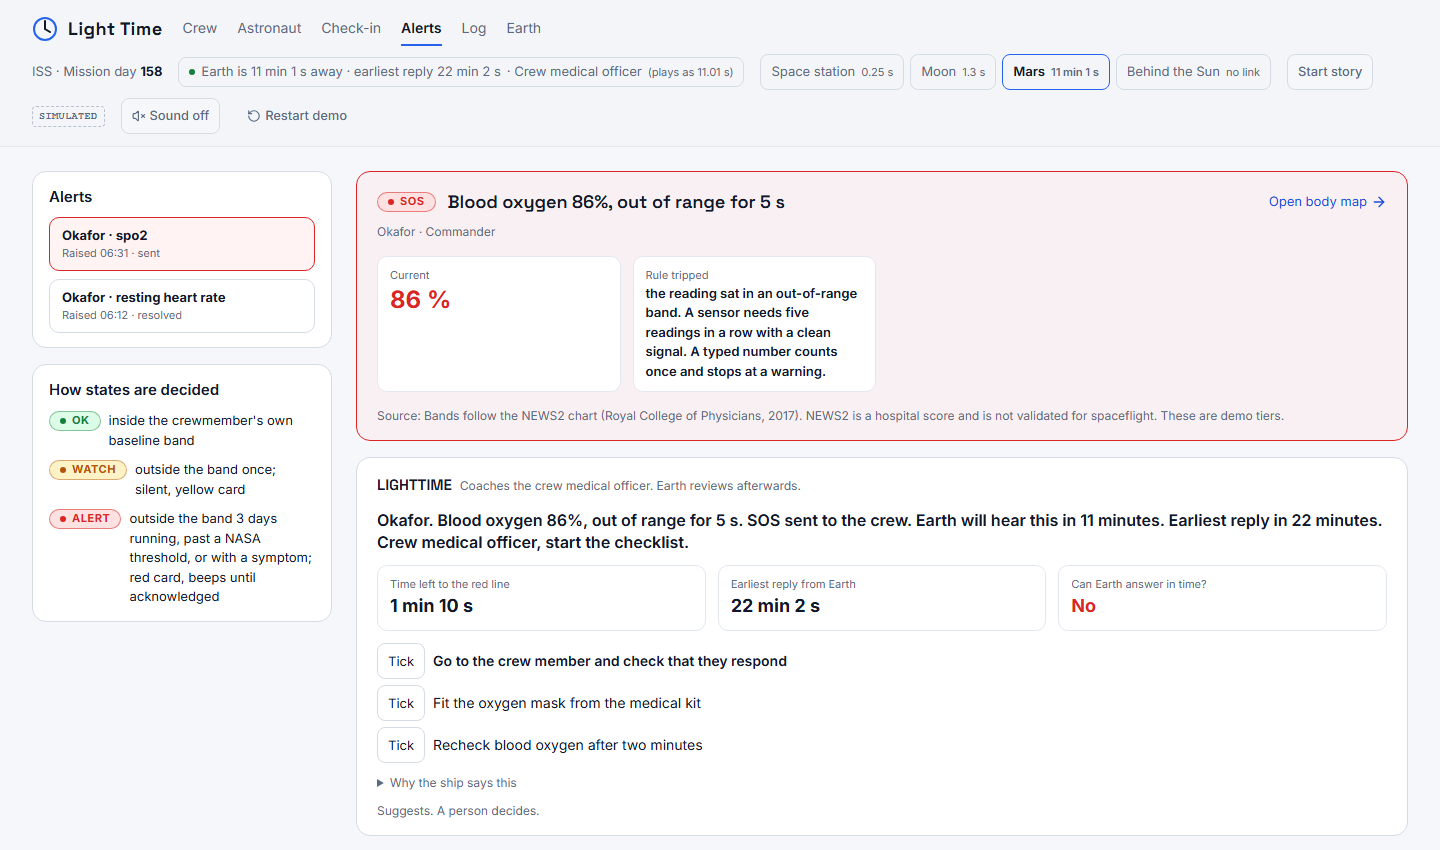 Light Time
Crew
Astronaut
Check-in
Alerts
Log
Earth
ISS · Mission day 158
Earth is 11 min 1 s away · earliest reply 22 min 2 s · Crew medical officer (plays as 11.01 s)
Space station 0.25 s
Moon 1.3 s
Mars 11 min 1 s
Behind the Sun no link
Start story
SIMULATED
Sound off
Restart demo
Alerts
Okafor · spo2
Raised 06:31 · sent
Okafor · resting heart rate
Raised 06:12 · resolved
How states are decided
OK
inside the crewmember's own
baseline band
WATCH
outside the band once;
silent, yellow card
ALERT
outside the band 3 days
running, past a NASA
threshold, or with a symptom;
red card, beeps until
acknowledged
SOS
Blood oxygen 86%, out of range for 5 s
Open body map →
Okafor · Commander
Current
86 %
Rule tripped
the reading sat in an out-of-range
band. A sensor needs five
readings in a row with a clean
signal. A typed number counts
once and stops at a warning.
Source: Bands follow the NEWS2 chart (Royal College of Physicians, 2017). NEWS2 is a hospital score and is not validated for spaceflight. These are demo tiers.
LIGHTTIME Coaches the crew medical officer. Earth reviews afterwards.
Okafor. Blood oxygen 86%, out of range for 5 s. SOS sent to the crew. Earth will hear this in 11 minutes. Earliest reply in 22 minutes.
Crew medical officer, start the checklist.
Time left to the red line
1 min 10 s
Earliest reply from Earth
22 min 2 s
Can Earth answer in time?
No
Tick Go to the crew member and check that they respond
Tick Fit the oxygen mask from the medical kit
Tick Recheck blood oxygen after two minutes
Why the ship says this
Suggests. A person decides.